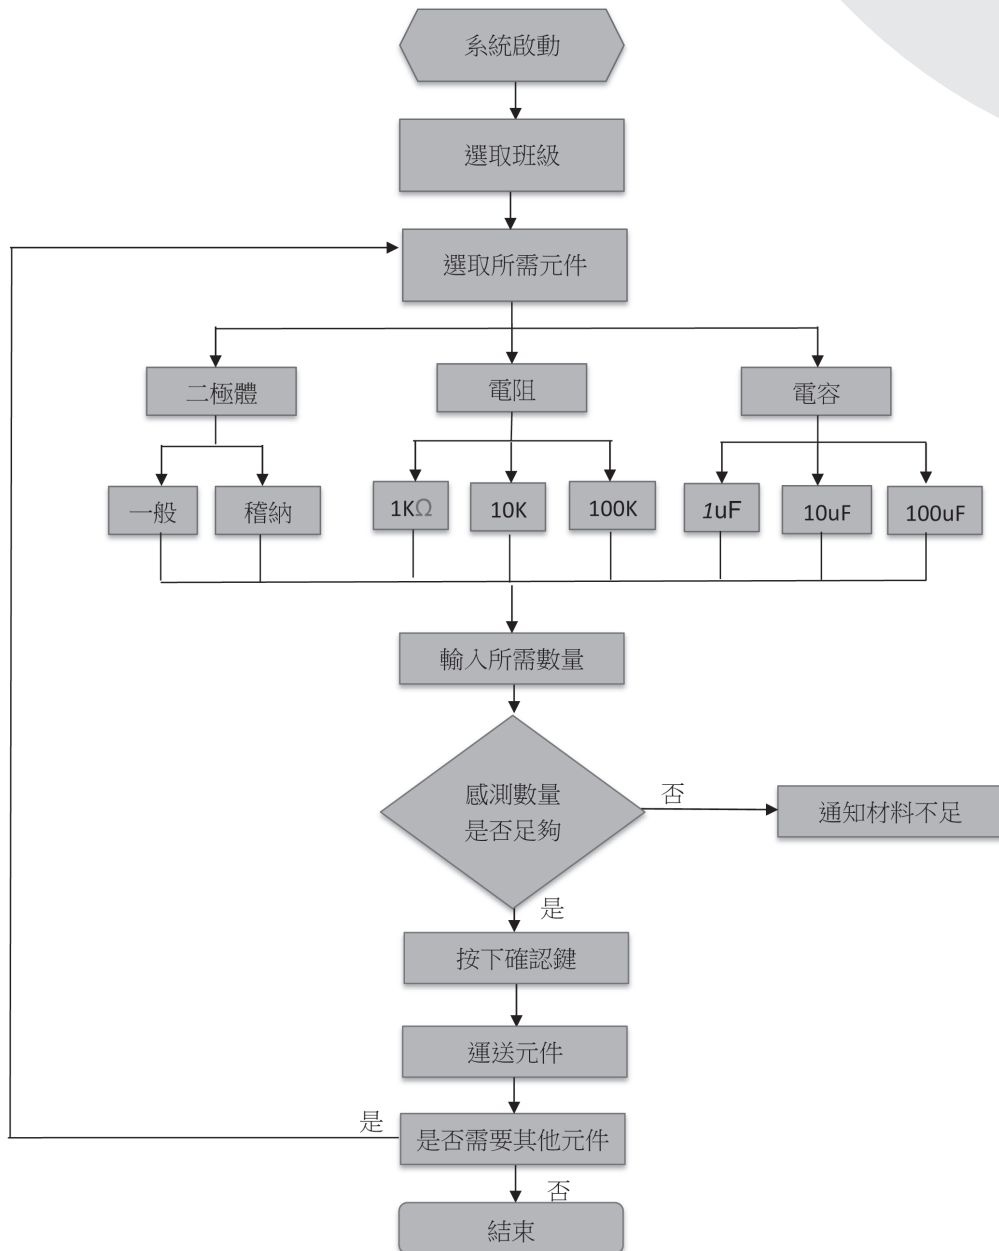 系統啟動
選取班級
選取所需元件
二極體
電阻
電容
一般
稽納
1KΩ
10K
100K
1uF
10uF
100uF
輸入所需數量
感測數量
是否足夠
否
通知材料不足
是
按下確認鍵
運送元件
是
是否需要其他元件
否
結束